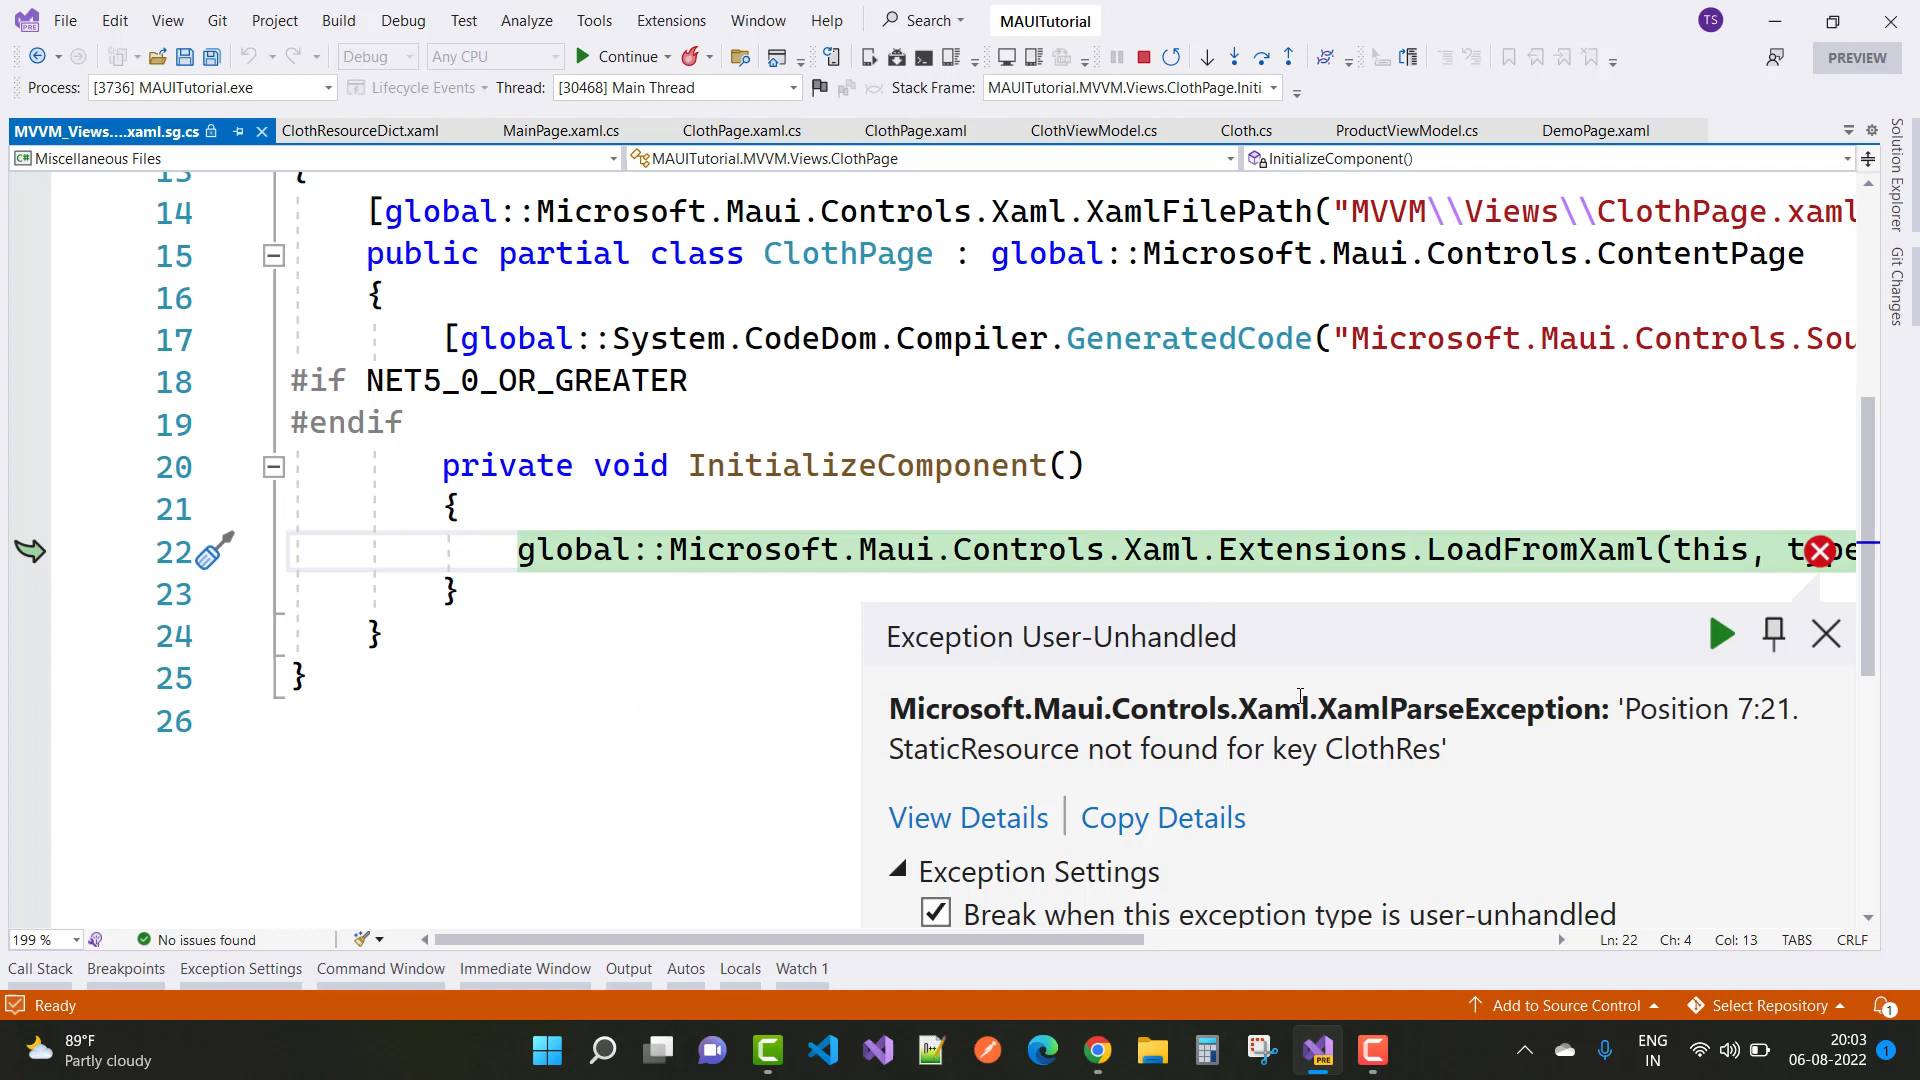 File Edit View Git Project Build Debug Test Analyze Tools Extensions Window Help Search MAUITutorial TS
Debug Any CPU Continue PREVIEW
Process: [3736] MAUITutorial.exe Lifecycle Events Thread: [30468] Main Thread Stack Frame: MAUITutorial.MVVM.Views.ClothPage.Initi
MVVM_Views....xaml.sg.cs ClothResourceDict.xaml MainPage.xaml.cs ClothPage.xaml.cs ClothPage.xaml ClothViewModel.cs Cloth.cs ProductViewModel.cs DemoPage.xaml
C# Miscellaneous Files MAUITutorial.MVVM.Views.ClothPage InitializeComponent()
13 {
14 [global::Microsoft.Maui.Controls.Xaml.XamlFilePath("MVVM\\Views\\ClothPage.xaml
15 public partial class ClothPage : global::Microsoft.Maui.Controls.ContentPage
16 {
17 [global::System.CodeDom.Compiler.GeneratedCode("Microsoft.Maui.Controls.Sou
18 #if NET5_0_OR_GREATER
19 #endif
20 private void InitializeComponent()
21 {
22 global::Microsoft.Maui.Controls.Xaml.Extensions.LoadFromXaml(this, type
23 }
24 }
25 }
26
Exception User-Unhandled
Microsoft.Maui.Controls.Xaml.XamlParseException: 'Position 7:21.
StaticResource not found for key ClothRes'
View Details | Copy Details
Exception Settings
Break when this exception type is user-unhandled
Solution Explorer
Git Changes
199 % No issues found Ln: 22 Ch: 4 Col: 13 TABS CRLF
Call Stack Breakpoints Exception Settings Command Window Immediate Window Output Autos Locals Watch 1
Ready Add to Source Control Select Repository 1
89°F
Partly cloudy
PRE
ENG
IN
20:03
06-08-2022
1